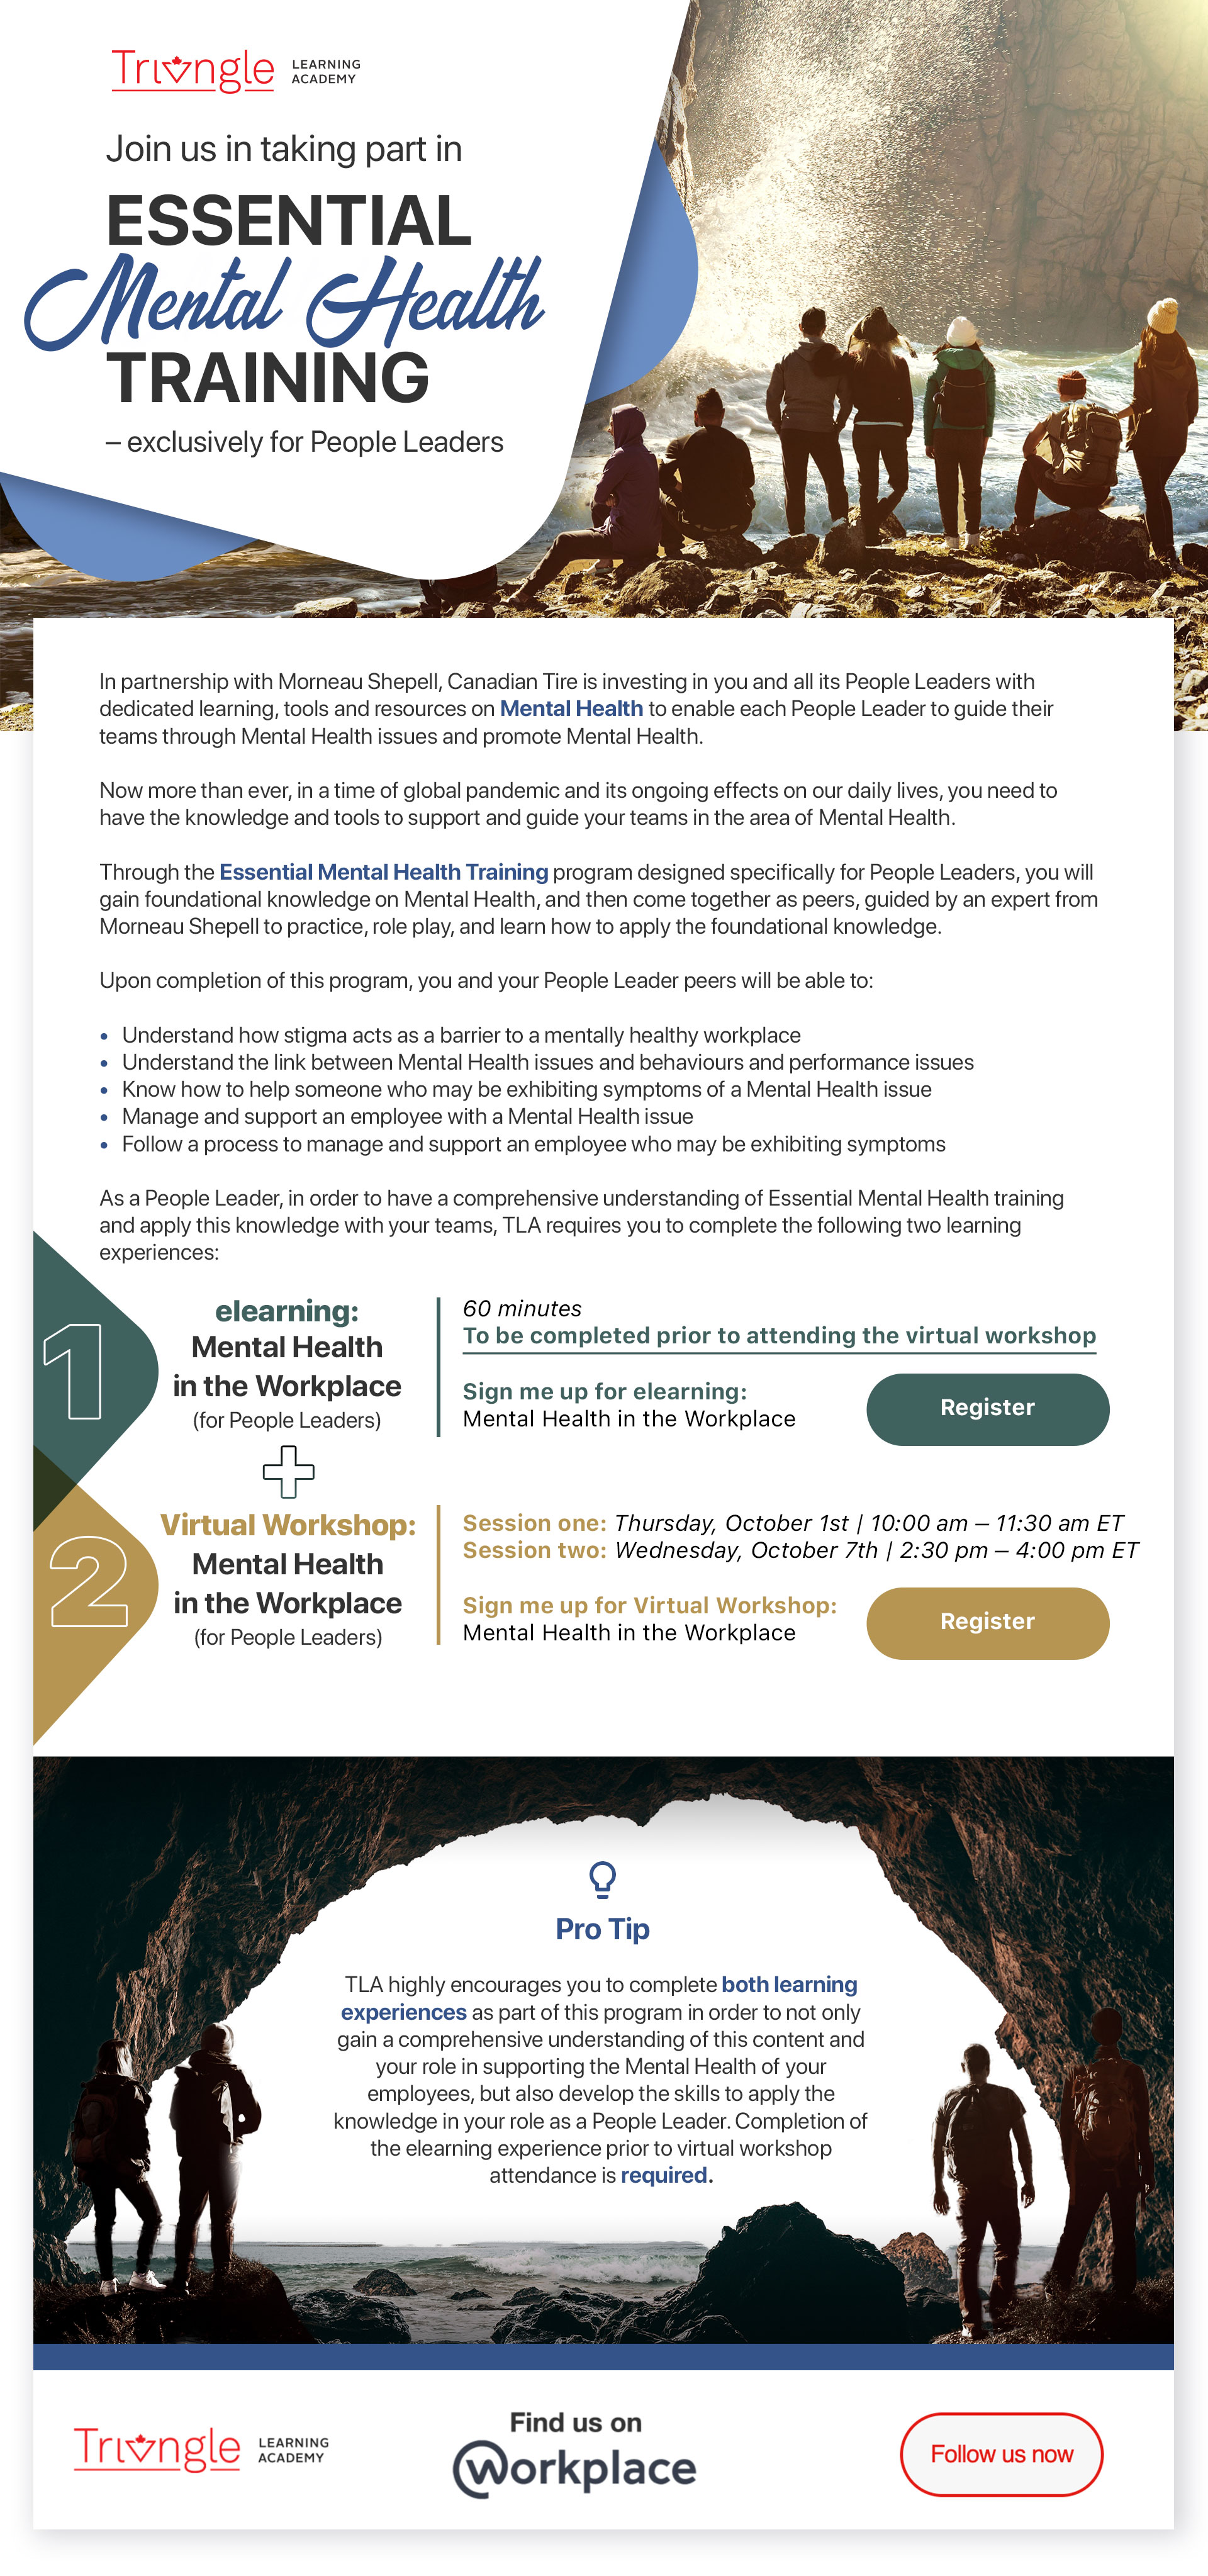 Triangle LEARNING
ACADEMY
Join us in taking part in
ESSENTIAL
Mental Health
TRAINING
– exclusively for People Leaders
In partnership with Morneau Shepell, Canadian Tire is investing in you and all its People Leaders with
dedicated learning, tools and resources on Mental Health to enable each People Leader to guide their
teams through Mental Health issues and promote Mental Health.
Now more than ever, in a time of global pandemic and its ongoing effects on our daily lives, you need to
have the knowledge and tools to support and guide your teams in the area of Mental Health.
Through the Essential Mental Health Training program designed specifically for People Leaders, you will
gain foundational knowledge on Mental Health, and then come together as peers, guided by an expert from
Morneau Shepell to practice, role play, and learn how to apply the foundational knowledge.
Upon completion of this program, you and your People Leader peers will be able to:
• Understand how stigma acts as a barrier to a mentally healthy workplace
• Understand the link between Mental Health issues and behaviours and performance issues
• Know how to help someone who may be exhibiting symptoms of a Mental Health issue
• Manage and support an employee with a Mental Health issue
• Follow a process to manage and support an employee who may be exhibiting symptoms
As a People Leader, in order to have a comprehensive understanding of Essential Mental Health training
and apply this knowledge with your teams, TLA requires you to complete the following two learning
experiences:
1
elearning:
Mental Health
in the Workplace
(for People Leaders)
60 minutes
To be completed prior to attending the virtual workshop
Sign me up for elearning:
Mental Health in the Workplace
Register
2
Virtual Workshop:
Mental Health
in the Workplace
(for People Leaders)
Session one: Thursday, October 1st | 10:00 am – 11:30 am ET
Session two: Wednesday, October 7th | 2:30 pm – 4:00 pm ET
Sign me up for Virtual Workshop:
Mental Health in the Workplace
Register
Pro Tip
TLA highly encourages you to complete both learning
experiences as part of this program in order to not only
gain a comprehensive understanding of this content and
your role in supporting the Mental Health of your
employees, but also develop the skills to apply the
knowledge in your role as a People Leader. Completion of
the elearning experience prior to virtual workshop
attendance is required.
Triangle LEARNING
ACADEMY
Find us on
Workplace
Follow us now